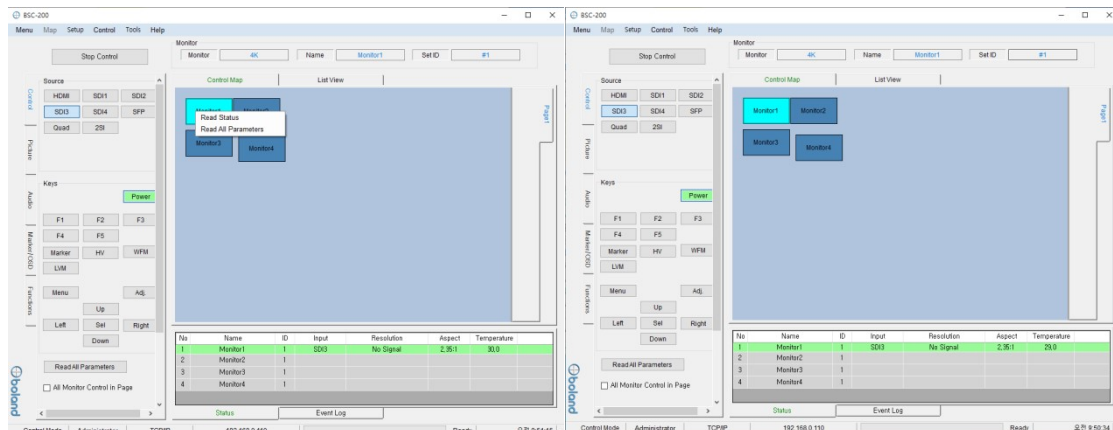 BSC-200
Menu Map Setup Control Tools Help
Stop Control
Monitor
Monitor 4K Name Monitor1 Set ID #1
Control Map List View
Source
HDMI SDI1 SDI2
SDI3 SDI4 SFP
Quad 2SI
Control
Picture
Audio
Marker/OSD
Functions
Read Status
Read All Parameters
Monitor3 Monitor4
Page1
Keys
Power
F1 F2 F3
F4 F5
Marker HV WFM
LVM
Menu Adj.
Up
Left Sel Right
Down
Read All Parameters
All Monitor Control in Page
boland
No Name ID Input Resolution Aspect Temperature
1 Monitor1 1 SDI3 No Signal 2,35:1 30,0
2 Monitor2 1
3 Monitor3 1
4 Monitor4 1
Status Event Log
BSC-200
Menu Map Setup Control Tools Help
Stop Control
Monitor
Monitor 4K Name Monitor1 Set ID #1
Control Map List View
Source
HDMI SDI1 SDI2
SDI3 SDI4 SFP
Quad 2SI
Control
Picture
Audio
Marker/OSD
Functions
Monitor1 Monitor2
Monitor3 Monitor4
Page1
Keys
Power
F1 F2 F3
F4 F5
Marker HV WFM
LVM
Menu Adj.
Up
Left Sel Right
Down
Read All Parameters
All Monitor Control in Page
boland
No Name ID Input Resolution Aspect Temperature
1 Monitor1 1 SDI3 No Signal 2,35:1 29,0
2 Monitor2 1
3 Monitor3 1
4 Monitor4 1
Status Event Log
Control Mode Administrator TCP/IP 192.168.0.110 Ready 오전 9:50:34